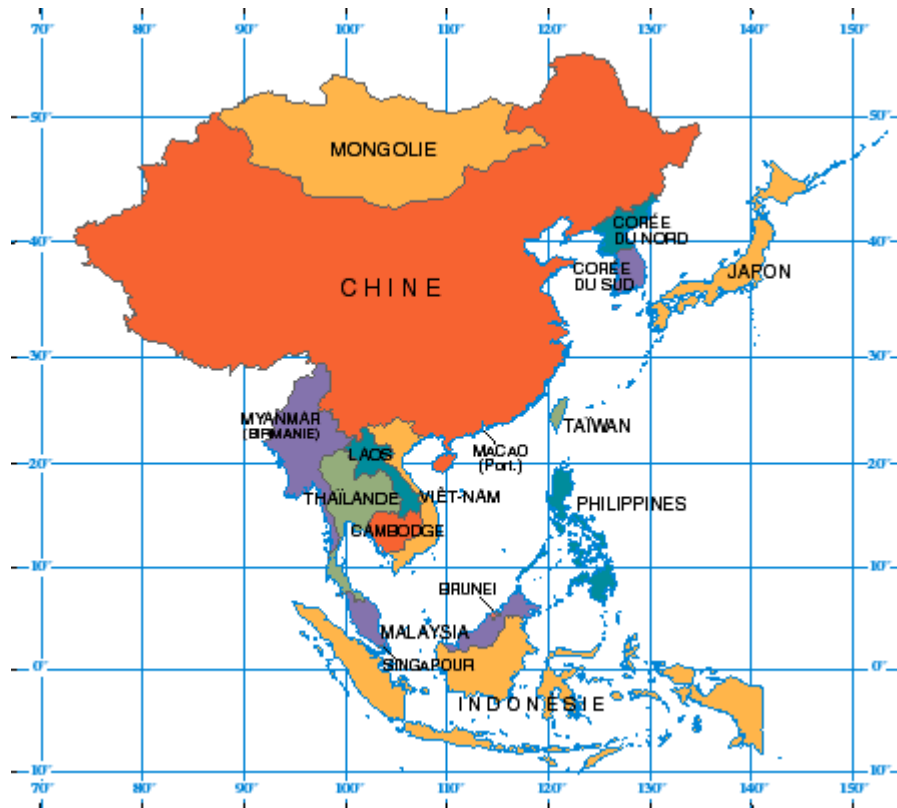 70° 80° 90° 100° 110° 120° 130° 140° 150°
50° 50°
MONGOLIE
CORÉE
DU NORD
40° 40°
CORÉE
DU SUD
JAPON
CHINE
30° 30°
MYANMAR
(BIRMANIE)
TAÏWAN
LAOS
MACAO
(Port.)
20° 20°
THAÏLANDE
VIÊT-NAM
PHILIPPINES
CAMBODGE
10° 10°
BRUNEI
MALAYSIA
SINGAPOUR
0° 0°
INDONÉSIE
10° 10°
80° 90° 100° 110° 120° 130° 140° 150°